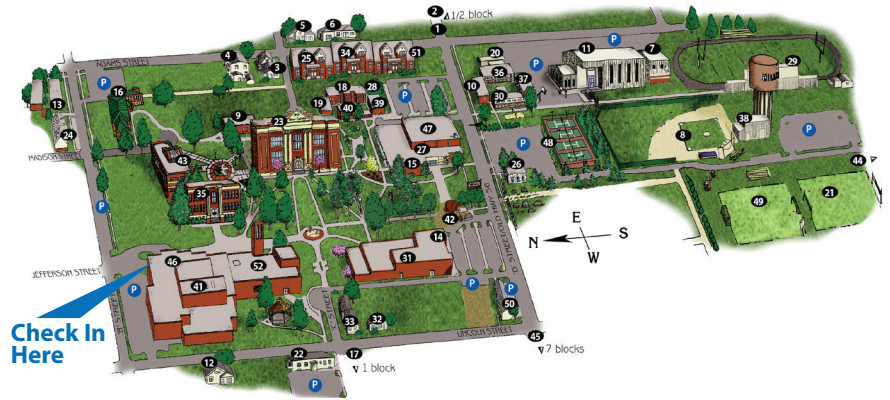 2
1/2 block
1
5
6
ADAMS STREET
4
3
25
34
51
20
P
11
7
P
16
18
28
36
37
29
13
9
23
19
40
39
P
10
30
24
47
38
MADISON STREET
43
27
P
48
8
P
15
26
44
35
P
42
49
21
14
E
N
S
W
JEFFERSON STREET
46
52
31
P
41
P
P
50
Check In
Here
33
32
LINCOLN STREET
45
7 blocks
12
22
17
1 block
P